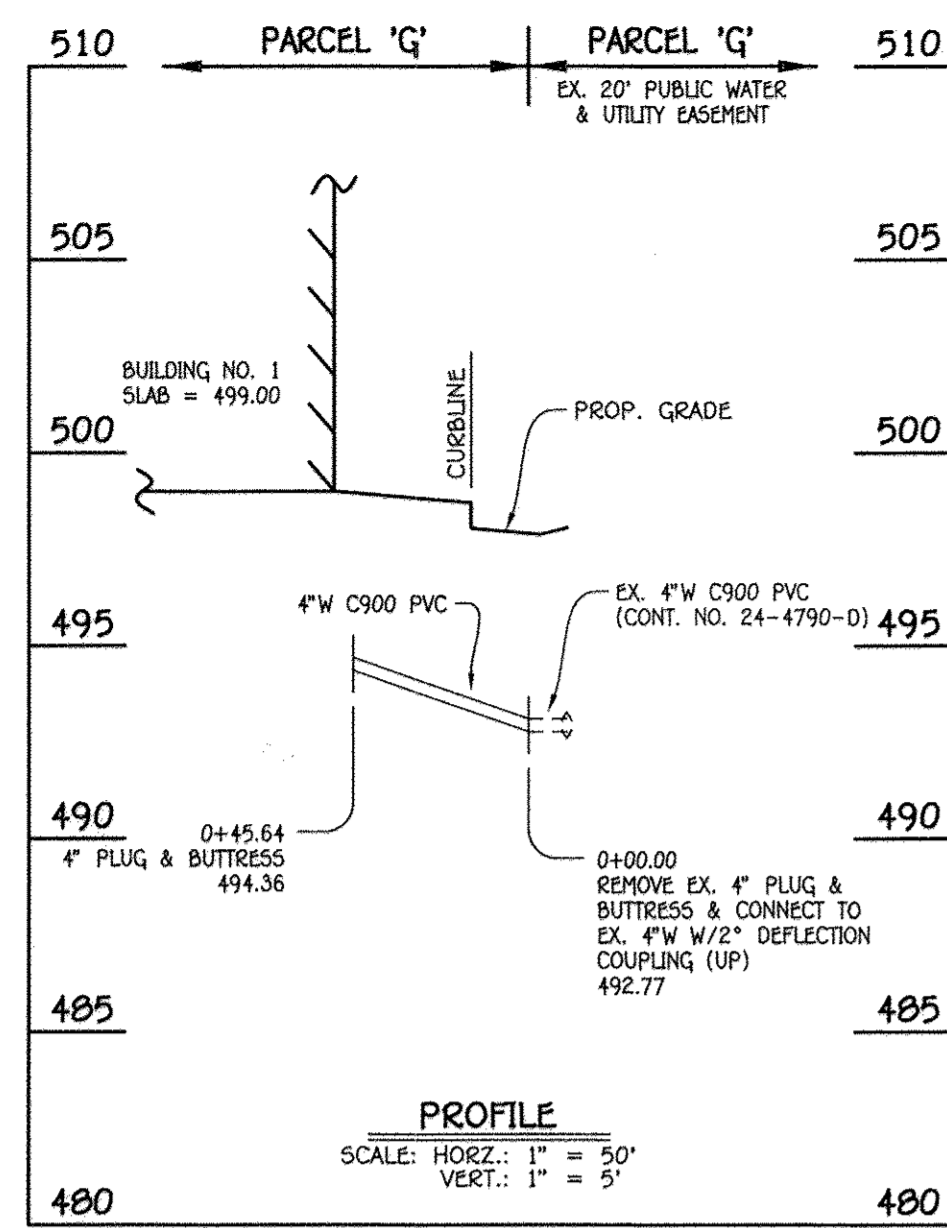 510 PARCEL 'G' PARCEL 'G' 510
EX. 20' PUBLIC WATER
& UTILITY EASEMENT
505 505
BUILDING NO. 1
SLAB = 499.00
CURBLINE
PROP. GRADE
500 500
4"W C900 PVC
EX. 4"W C900 PVC
(CONT. NO. 24-4790-D)
495 495
490 490
0+45.64
4" PLUG & BUTTRESS
494.36
0+00.00
REMOVE EX. 4" PLUG &
BUTTRESS & CONNECT TO
EX. 4"W W/2° DEFLECTION
COUPLING (UP)
492.77
485 485
PROFILE
SCALE: HORZ.: 1" = 50'
VERT.: 1" = 5'
480 480